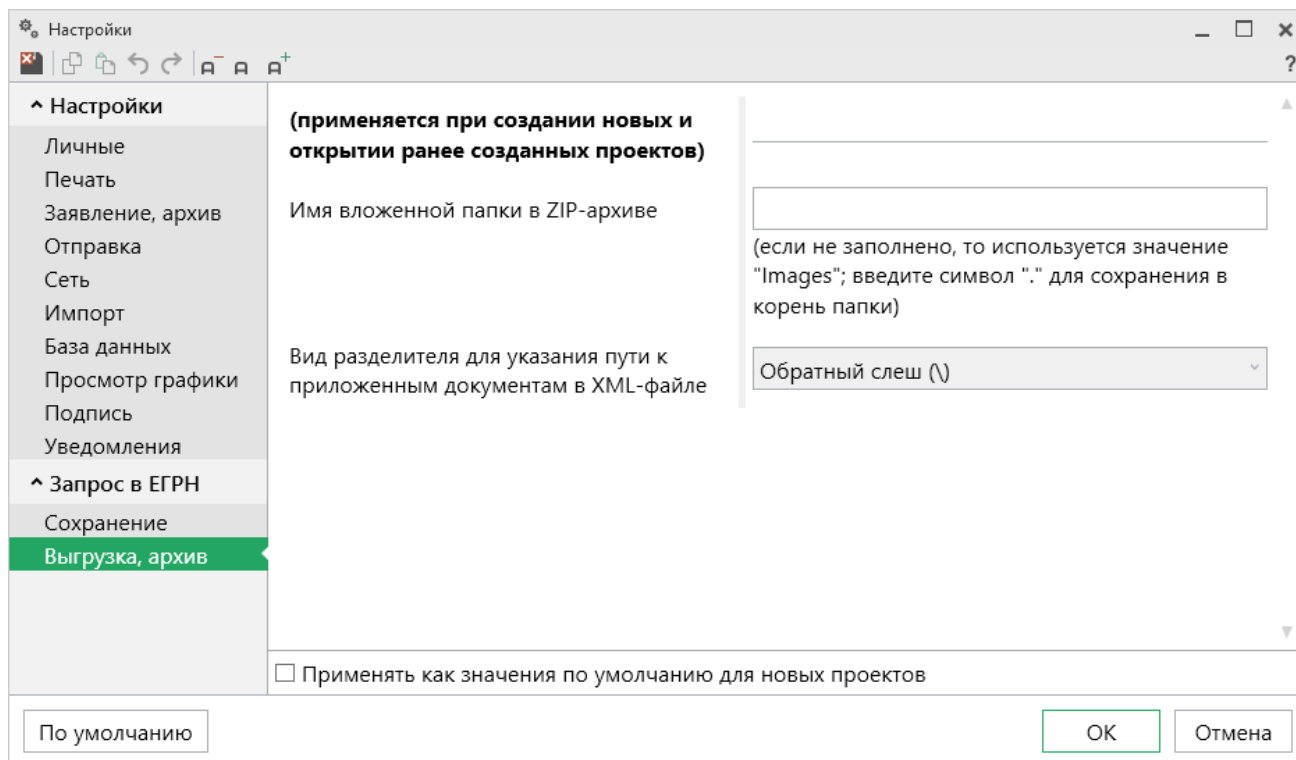 Настройки
?
Настройки
Личные
Печать
Заявление, архив
Отправка
Сеть
Импорт
База данных
Просмотр графики
Подпись
Уведомления
Запрос в ЕГРН
Сохранение
Выгрузка, архив
(применяется при создании новых и
открытии ранее созданных проектов)
Имя вложенной папки в ZIP-архиве
(если не заполнено, то используется значение
"Images"; введите символ "." для сохранения в
корень папки)
Вид разделителя для указания пути к
приложенным документам в XML-файле
Обратный слеш (\)
Применять как значения по умолчанию для новых проектов
По умолчанию
ОК
Отмена